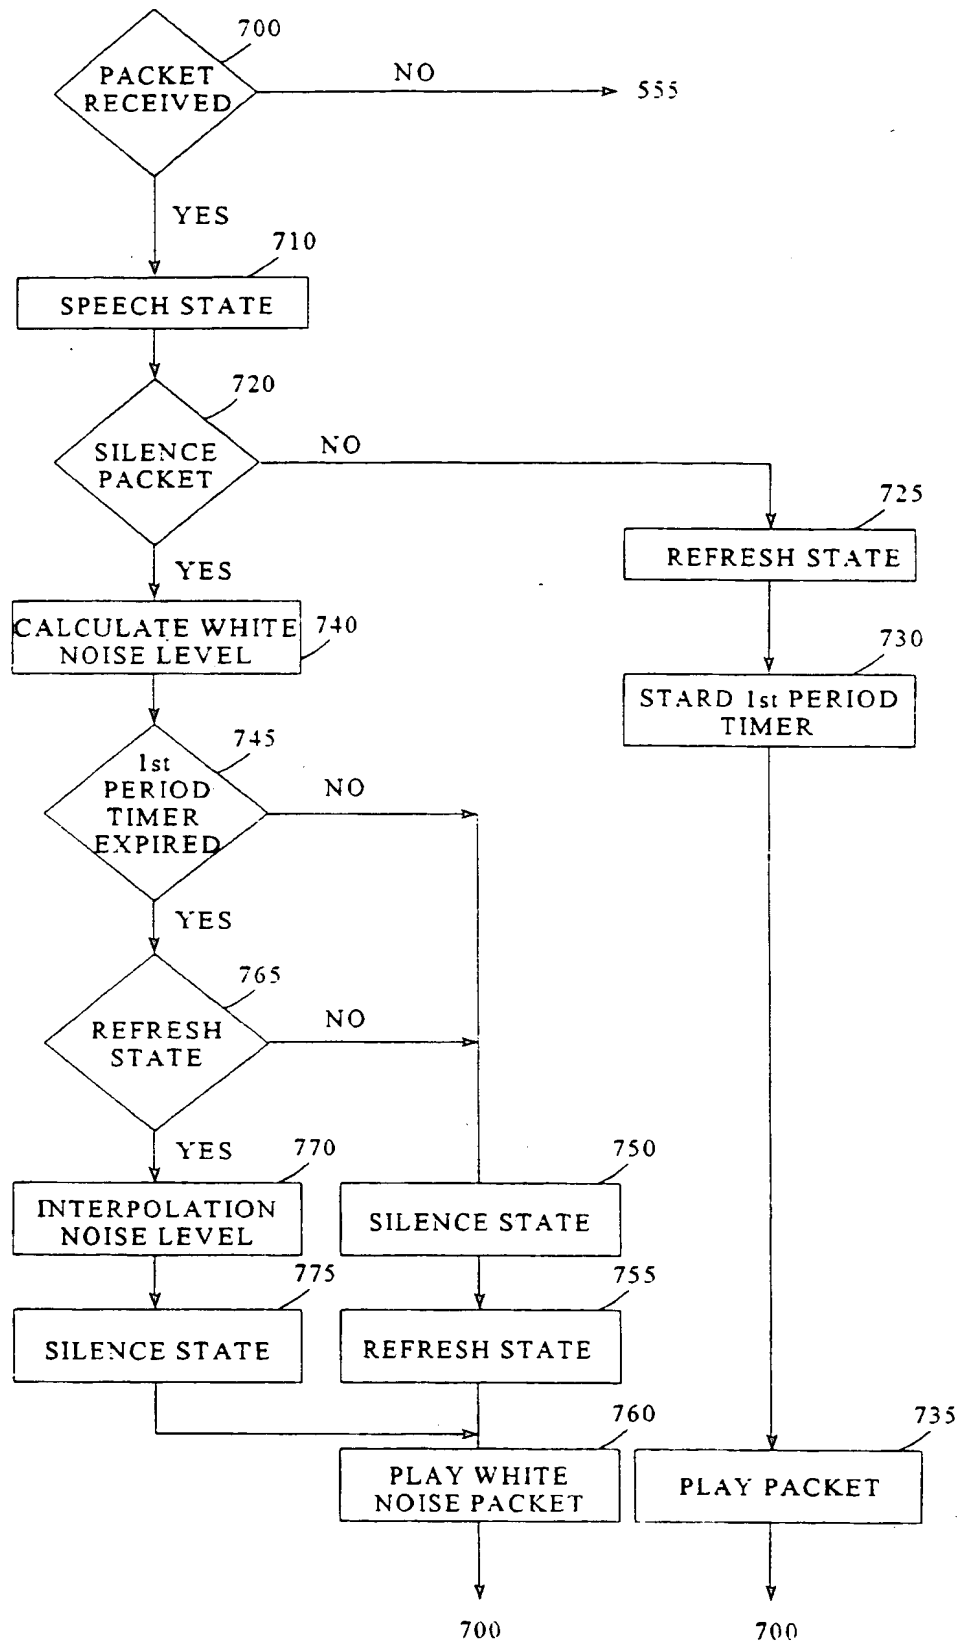 700
PACKET
RECEIVED
NO
555
YES
710
SPEECH STATE
720
SILENCE
PACKET
NO
725
REFRESH STATE
YES
CALCULATE WHITE
NOISE LEVEL
740
730
STARD 1st PERIOD
TIMER
745
1st
PERIOD
TIMER
EXPIRED
NO
YES
765
REFRESH
STATE
NO
YES
770
INTERPOLATION
NOISE LEVEL
750
SILENCE STATE
775
SILENCE STATE
755
REFRESH STATE
760
PLAY WHITE
NOISE PACKET
735
PLAY PACKET
700
700